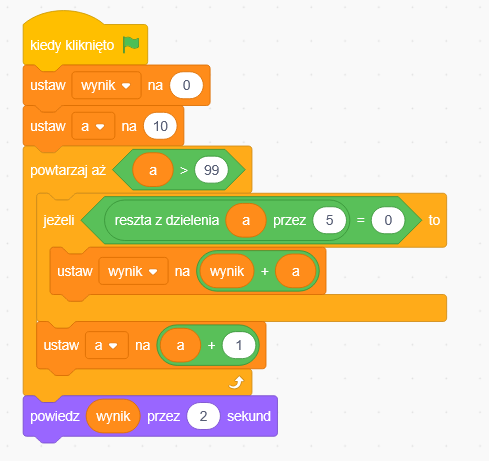 kiedy kliknięto
ustaw wynik na 0
ustaw a na 10
powtarzaj aż a > 99
jeżeli reszta z dzielenia a przez 5 = 0 to
ustaw wynik na wynik + a
ustaw a na a + 1
powiedz wynik przez 2 sekund